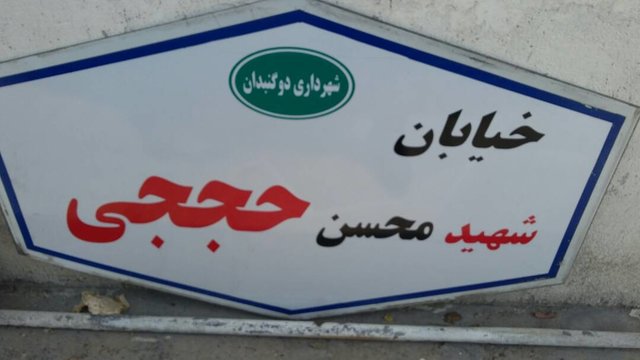 شهرداری دوگنبدان
خیابان
شهید محسن حججی